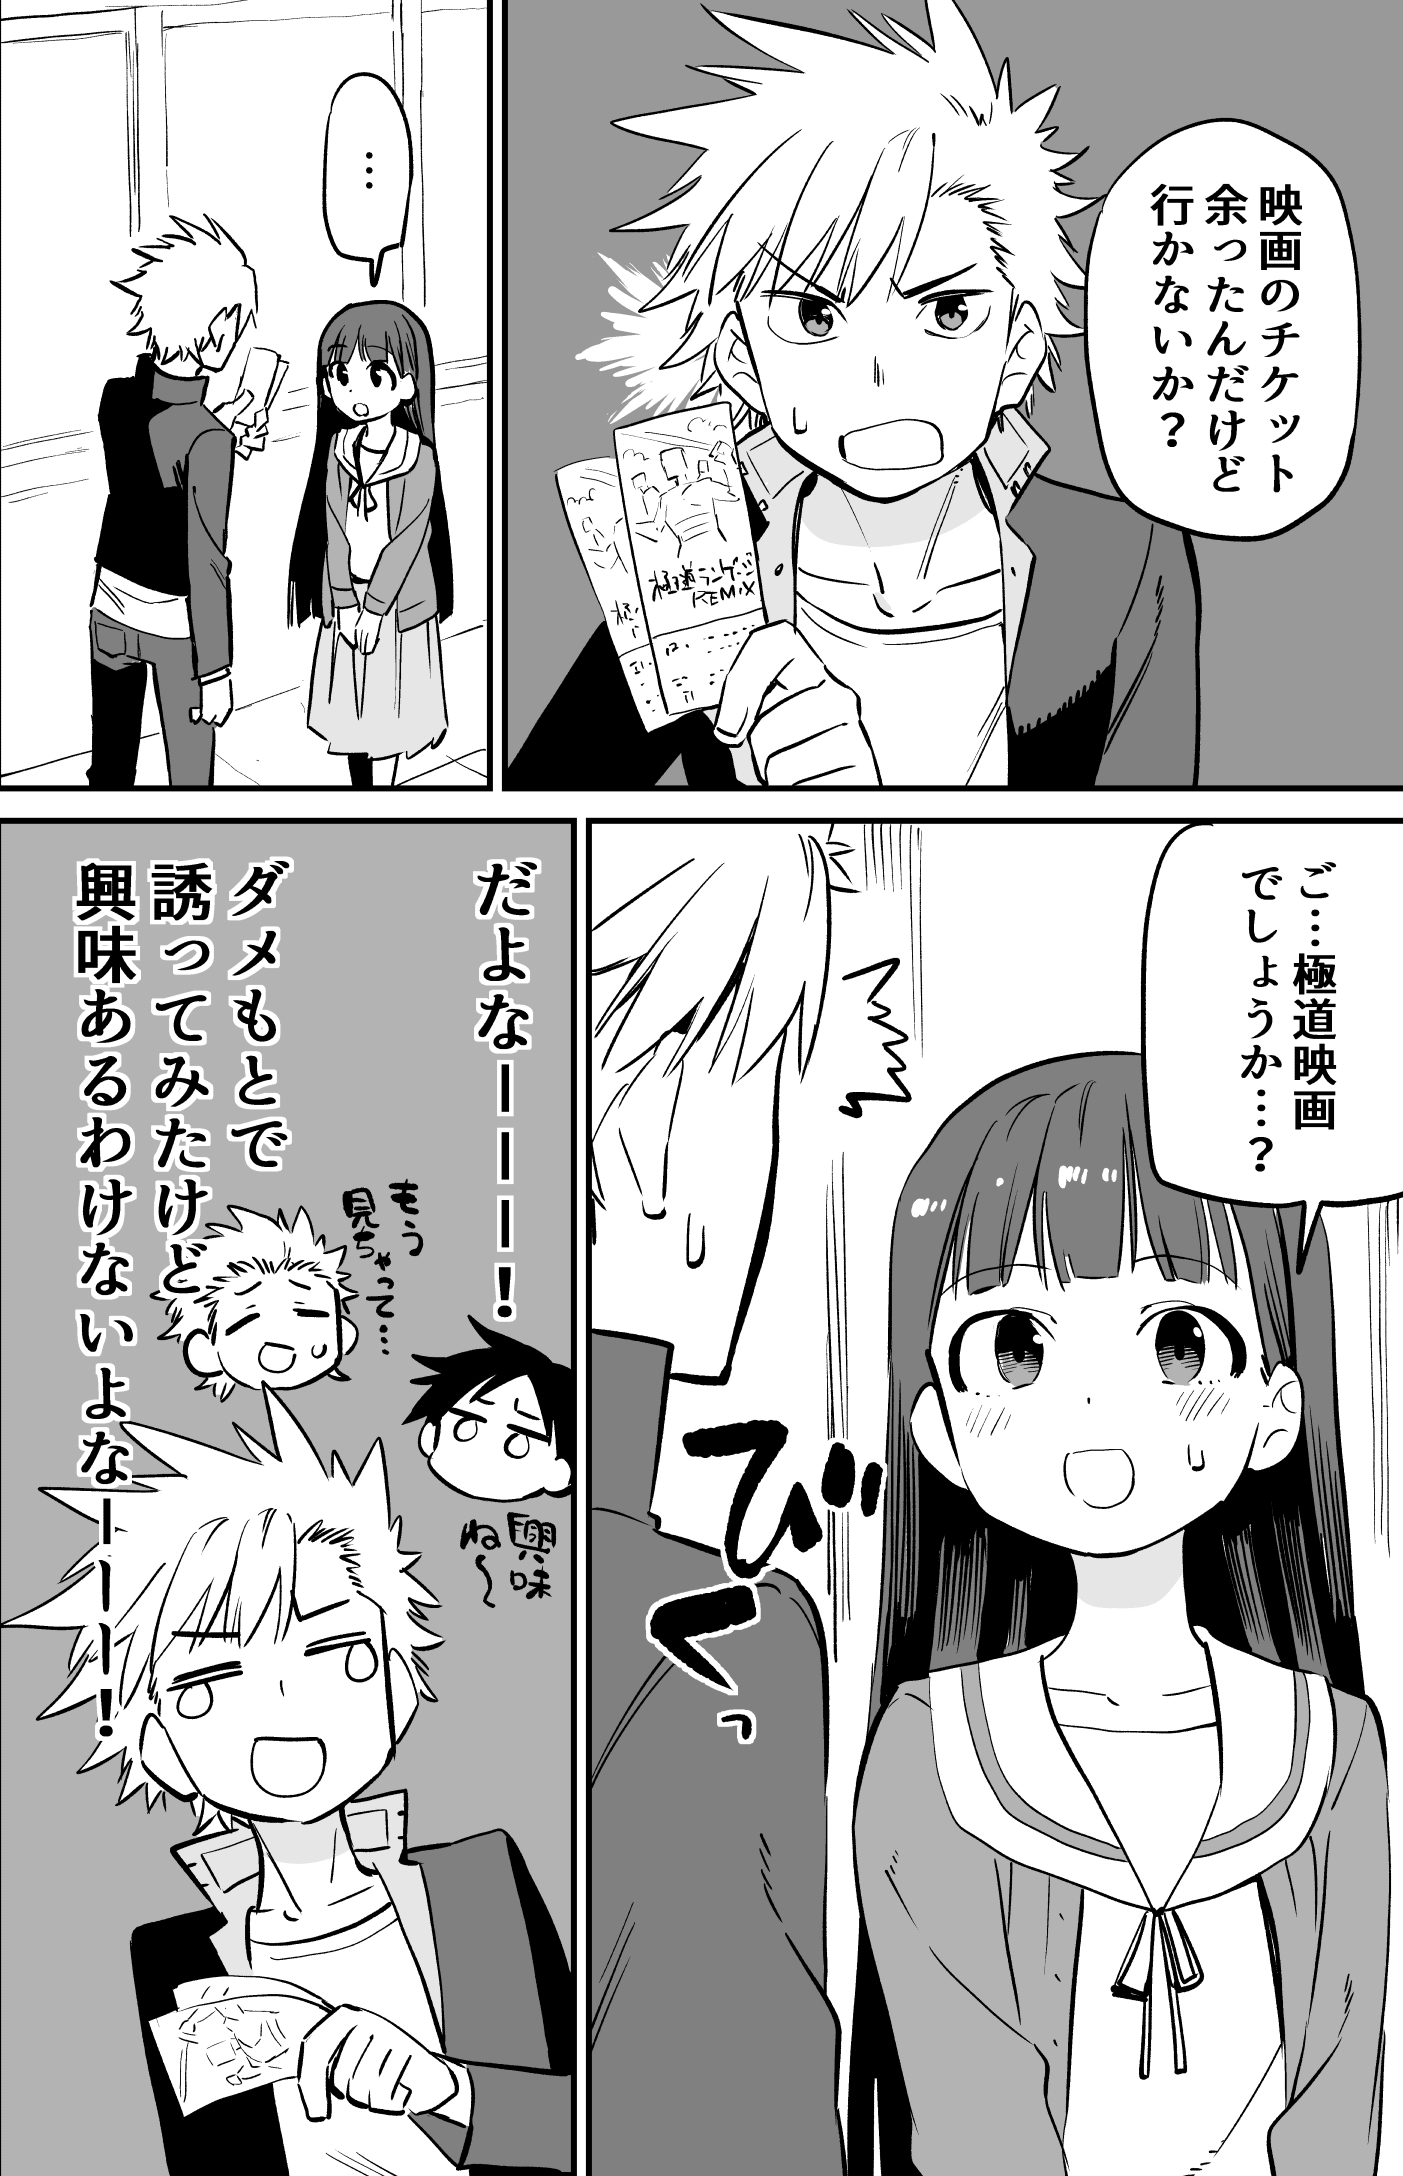 映画のチケット
余ったんだけど
行かないか？
極道ランゲージ
REMIX
…
ご…極道映画
でしょうか…？
びくっ
だよなーーーー！
ダメもとで
誘ってみたけど
興味あるわけないよなーーーー！
もう
見ちゃって…
興味
ね～